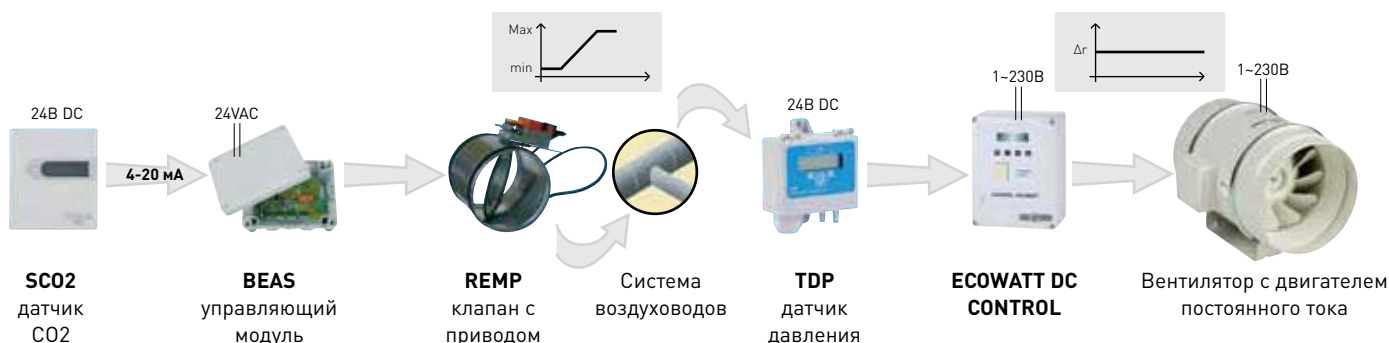 Max
min
Δr
1~230В
1~230В
24В DC
24VAC
24В DC
4-20 мА
SCO2
датчик
CO2
BEAS
управляющий
модуль
REMP
клапан с
приводом
Система
воздуховодов
TDP
датчик
давления
ECOWATT DC
CONTROL
Вентилятор с двигателем
постоянного тока